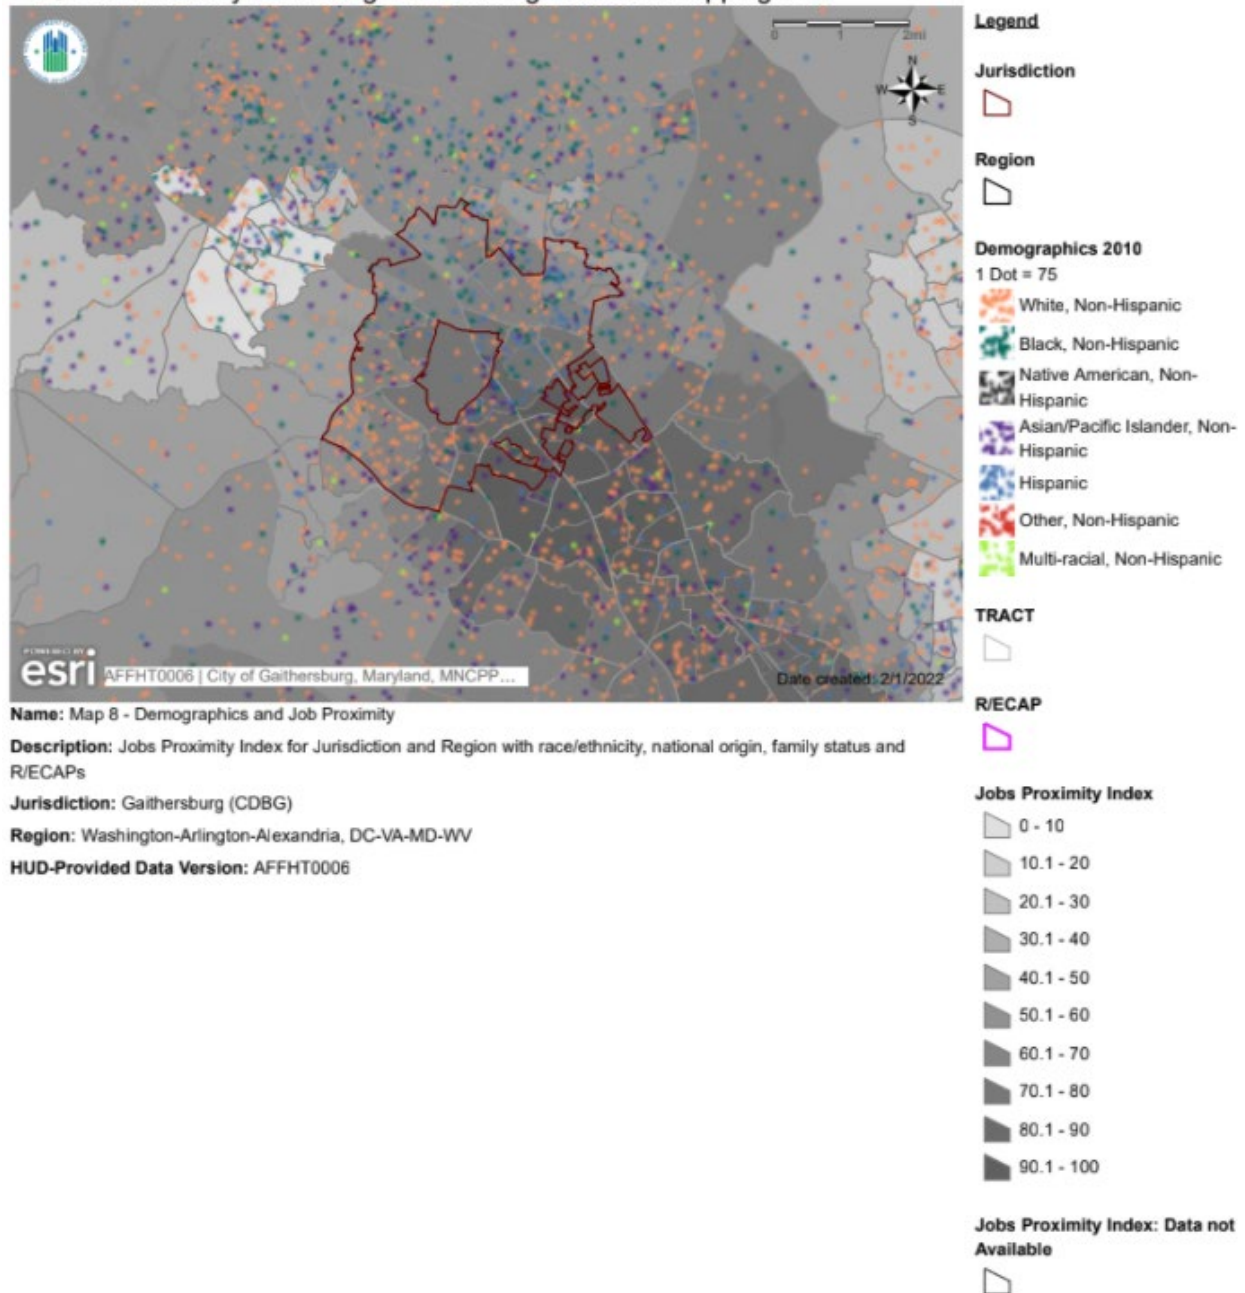 0 1 2mi
N
W E
S
POWERED BY
esri
AFFHT0006 | City of Gaithersburg, Maryland, MNCPP...
Date created: 2/1/2022
Name: Map 8 - Demographics and Job Proximity
Description: Jobs Proximity Index for Jurisdiction and Region with race/ethnicity, national origin, family status and
R/ECAPs
Jurisdiction: Gaithersburg (CDBG)
Region: Washington-Arlington-Alexandria, DC-VA-MD-WV
HUD-Provided Data Version: AFFHT0006
Legend
Jurisdiction
Region
Demographics 2010
1 Dot = 75
White, Non-Hispanic
Black, Non-Hispanic
Native American, Non-
Hispanic
Asian/Pacific Islander, Non-
Hispanic
Hispanic
Other, Non-Hispanic
Multi-racial, Non-Hispanic
TRACT
R/ECAP
Jobs Proximity Index
0 - 10
10.1 - 20
20.1 - 30
30.1 - 40
40.1 - 50
50.1 - 60
60.1 - 70
70.1 - 80
80.1 - 90
90.1 - 100
Jobs Proximity Index: Data not
Available